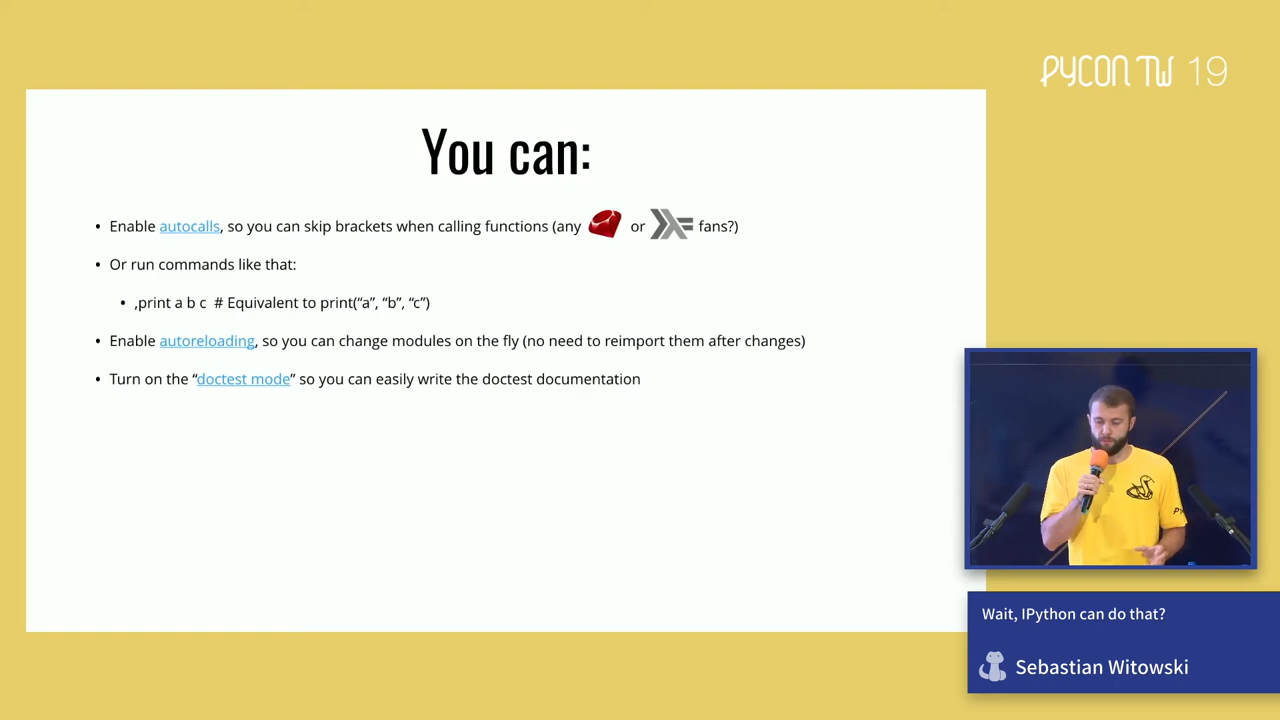 PYCON TW 19
You can:
• Enable autocalls, so you can skip brackets when calling functions (any or fans?)
• Or run commands like that:
• ,print a b c # Equivalent to print(“a”, “b”, “c”)
• Enable autoreloading, so you can change modules on the fly (no need to reimport them after changes)
• Turn on the “doctest mode” so you can easily write the doctest documentation
Wait, IPython can do that?
Sebastian Witowski